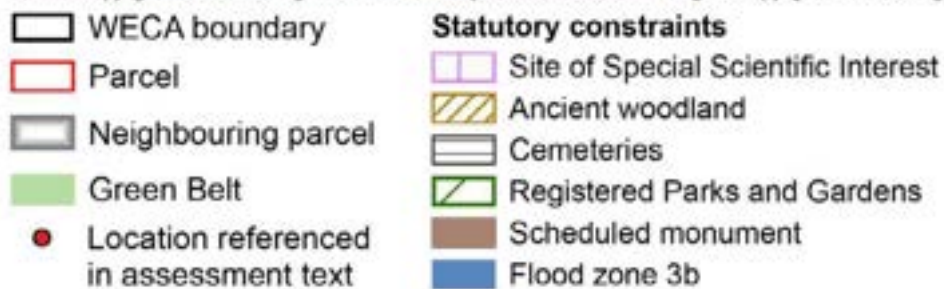 WECA boundary
Parcel
Neighbouring parcel
Green Belt
Location referenced
in assessment text
Statutory constraints
Site of Special Scientific Interest
Ancient woodland
Cemeteries
Registered Parks and Gardens
Scheduled monument
Flood zone 3b